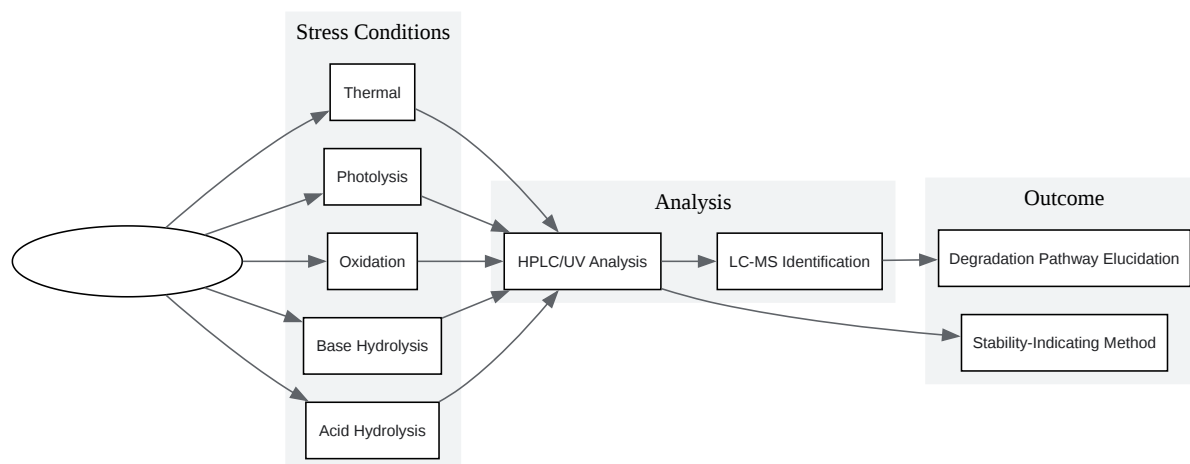 Stress Conditions
Thermal
Photolysis
Oxidation
Base Hydrolysis
Acid Hydrolysis
Analysis
HPLC/UV Analysis
LC-MS Identification
Outcome
Degradation Pathway Elucidation
Stability-Indicating Method